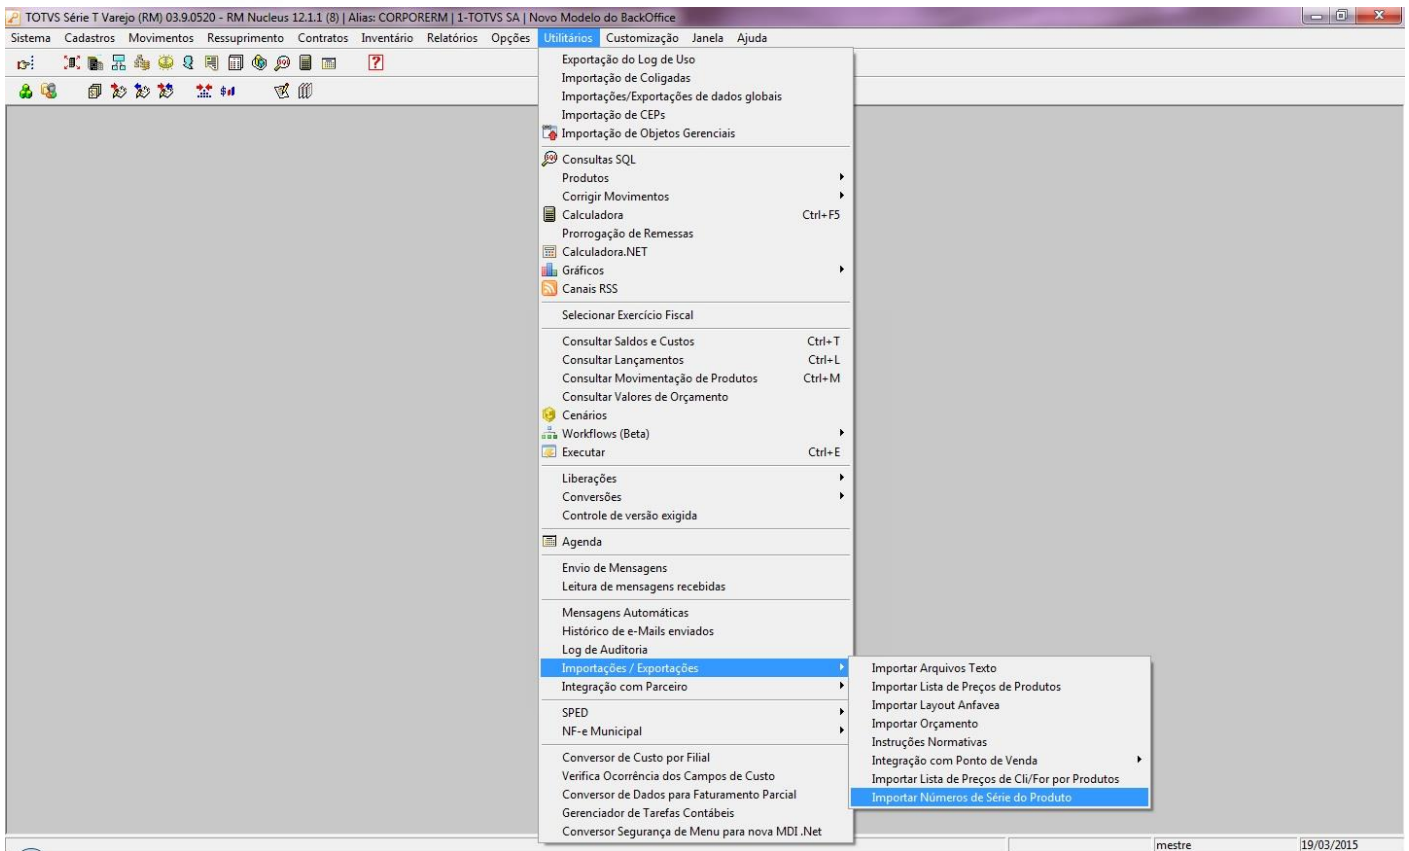 TOTVS Série T Varejo (RM) 03.9.0520 - RM Nucleus 12.1.1 (8) | Alias: CORPORERM | 1-TOTVS SA | Novo Modelo do BackOffice
Sistema Cadastros Movimentos Ressuprimento Contratos Inventário Relatórios Opções Utilitários Customização Janela Ajuda
Exportação do Log de Uso
Importação de Coligadas
Importações/Exportações de dados globais
Importação de CEPs
Importação de Objetos Gerenciais
Consultas SQL
Produtos
Corrigir Movimentos
Calculadora Ctrl+F5
Prorrogação de Remessas
Calculadora.NET
Gráficos
Canais RSS
Selecionar Exercício Fiscal
Consultar Saldos e Custos Ctrl+T
Consultar Lançamentos Ctrl+L
Consultar Movimentação de Produtos Ctrl+M
Consultar Valores de Orçamento
Cenários
Workflows (Beta)
Executar Ctrl+E
Liberações
Conversões
Controle de versão exigida
Agenda
Envio de Mensagens
Leitura de mensagens recebidas
Mensagens Automáticas
Histórico de e-Mails enviados
Log de Auditoria
Importações / Exportações
Integração com Parceiro
SPED
NF-e Municipal
Conversor de Custo por Filial
Verifica Ocorrência dos Campos de Custo
Conversor de Dados para Faturamento Parcial
Gerenciador de Tarefas Contábeis
Conversor Segurança de Menu para nova MDI .Net
Importar Arquivos Texto
Importar Lista de Preços de Produtos
Importar Layout Anfavea
Importar Orçamento
Instruções Normativas
Integração com Ponto de Venda
Importar Lista de Preços de Cli/For por Produtos
Importar Números de Série do Produto
mestre 19/03/2015